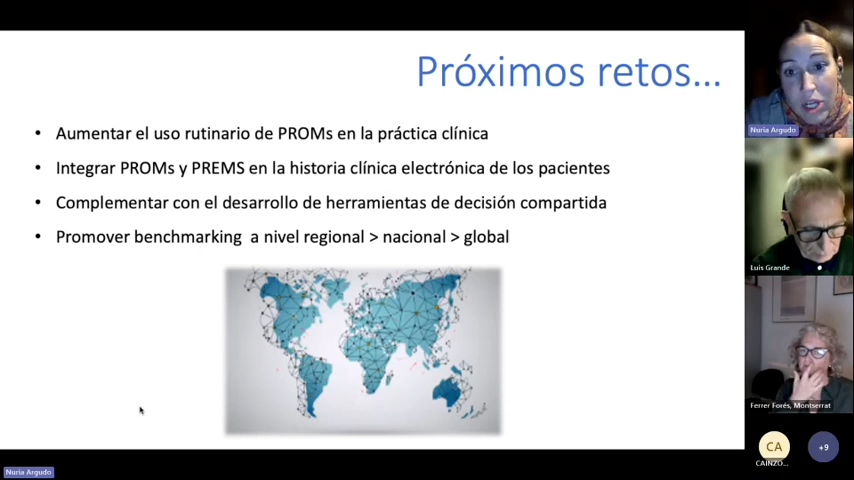 Próximos retos...
• Aumentar el uso rutinario de PROMs en la práctica clínica
• Integrar PROMs y PREMS en la historia clínica electrónica de los pacientes
• Complementar con el desarrollo de herramientas de decisión compartida
• Promover benchmarking a nivel regional > nacional > global
Nuria Argudo
Luis Grande
Ferrer Forés, Montserrat
CA
+9
CAINZO...
Nuria Argudo